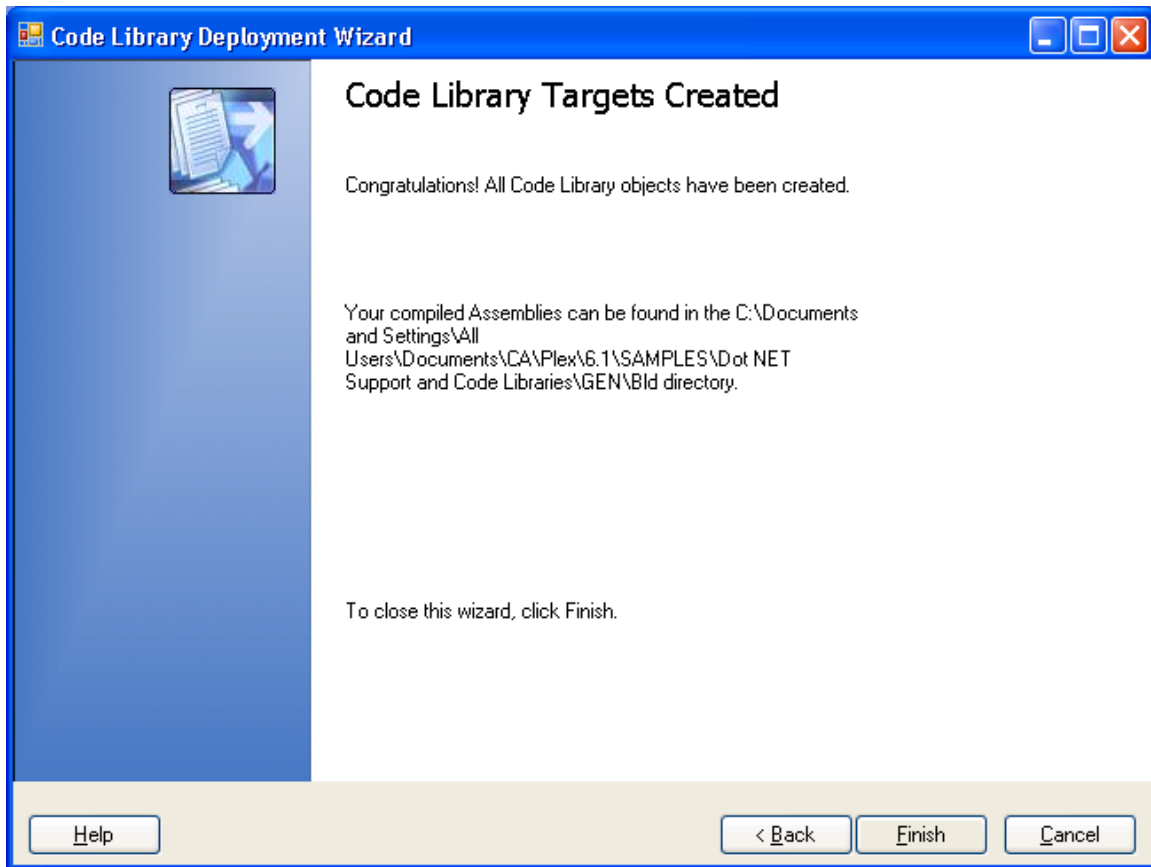 Code Library Deployment Wizard
Code Library Targets Created
Congratulations! All Code Library objects have been created.
Your compiled Assemblies can be found in the C:\Documents
and Settings\All
Users\Documents\CA\Plex\6.1\SAMPLES\Dot NET
Support and Code Libraries\GEN\Bld directory.
To close this wizard, click Finish.
Help
< Back
Finish
Cancel